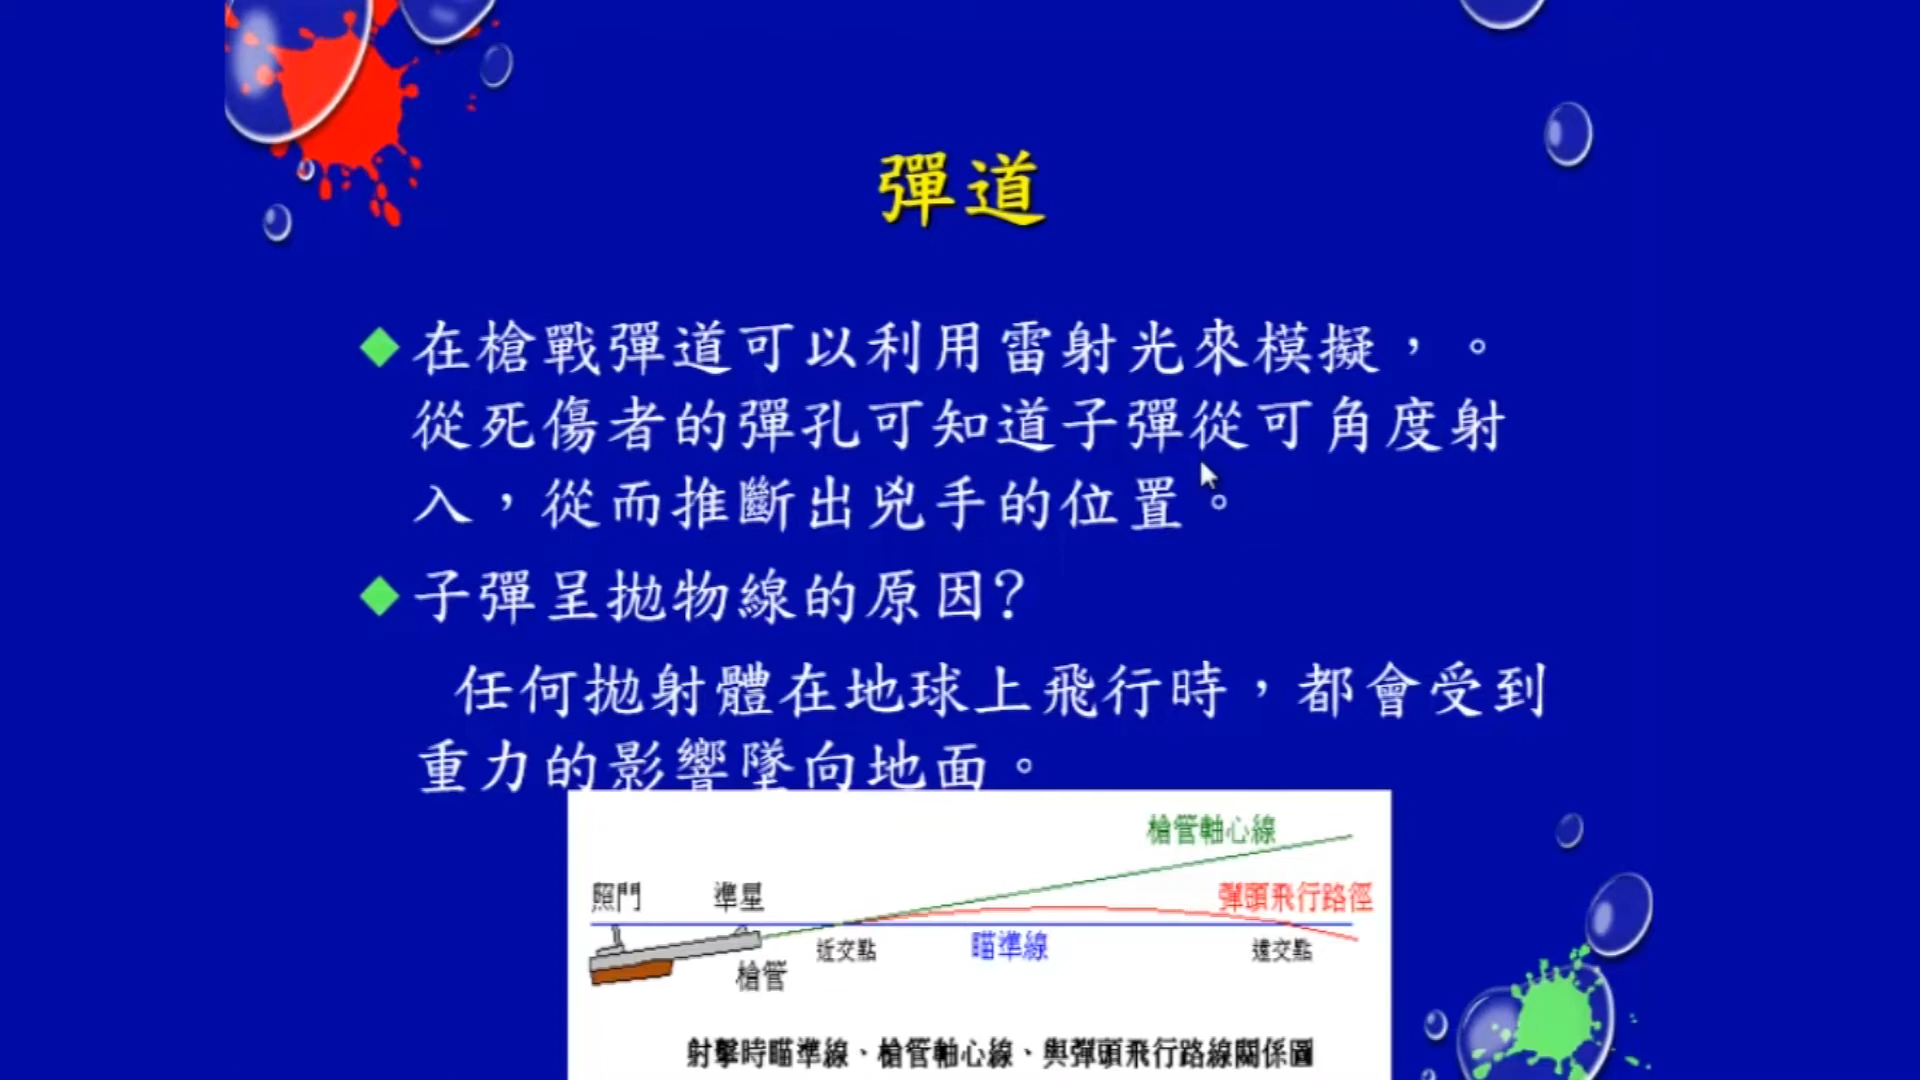 彈道
在槍戰彈道可以利用雷射光來模擬，。
從死傷者的彈孔可知道子彈從可角度射
入，從而推斷出兇手的位置。
子彈呈拋物線的原因?
任何拋射體在地球上飛行時，都會受到
重力的影響墜向地面。
槍管軸心線
照門 準星 彈頭飛行路徑
近交點 瞄準線 遠交點
槍管
射擊時瞄準線、槍管軸心線、與彈頭飛行路線關係圖